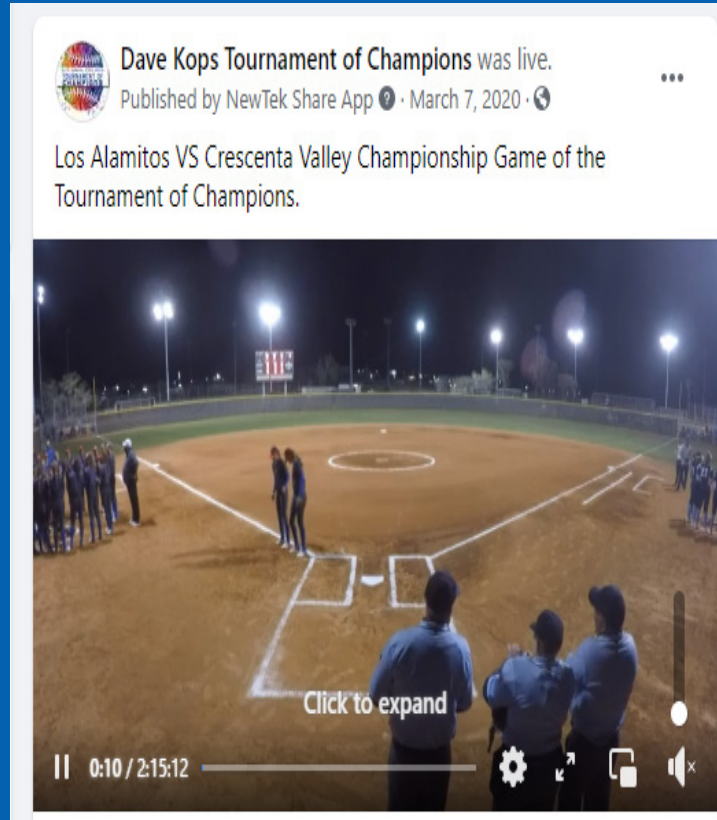 Dave Kops Tournament of Champions was live.
Published by NewTek Share App · March 7, 2020 ·
Los Alamitos VS Crescenta Valley Championship Game of the
Tournament of Champions.
Click to expand
0:10 / 2:15:12